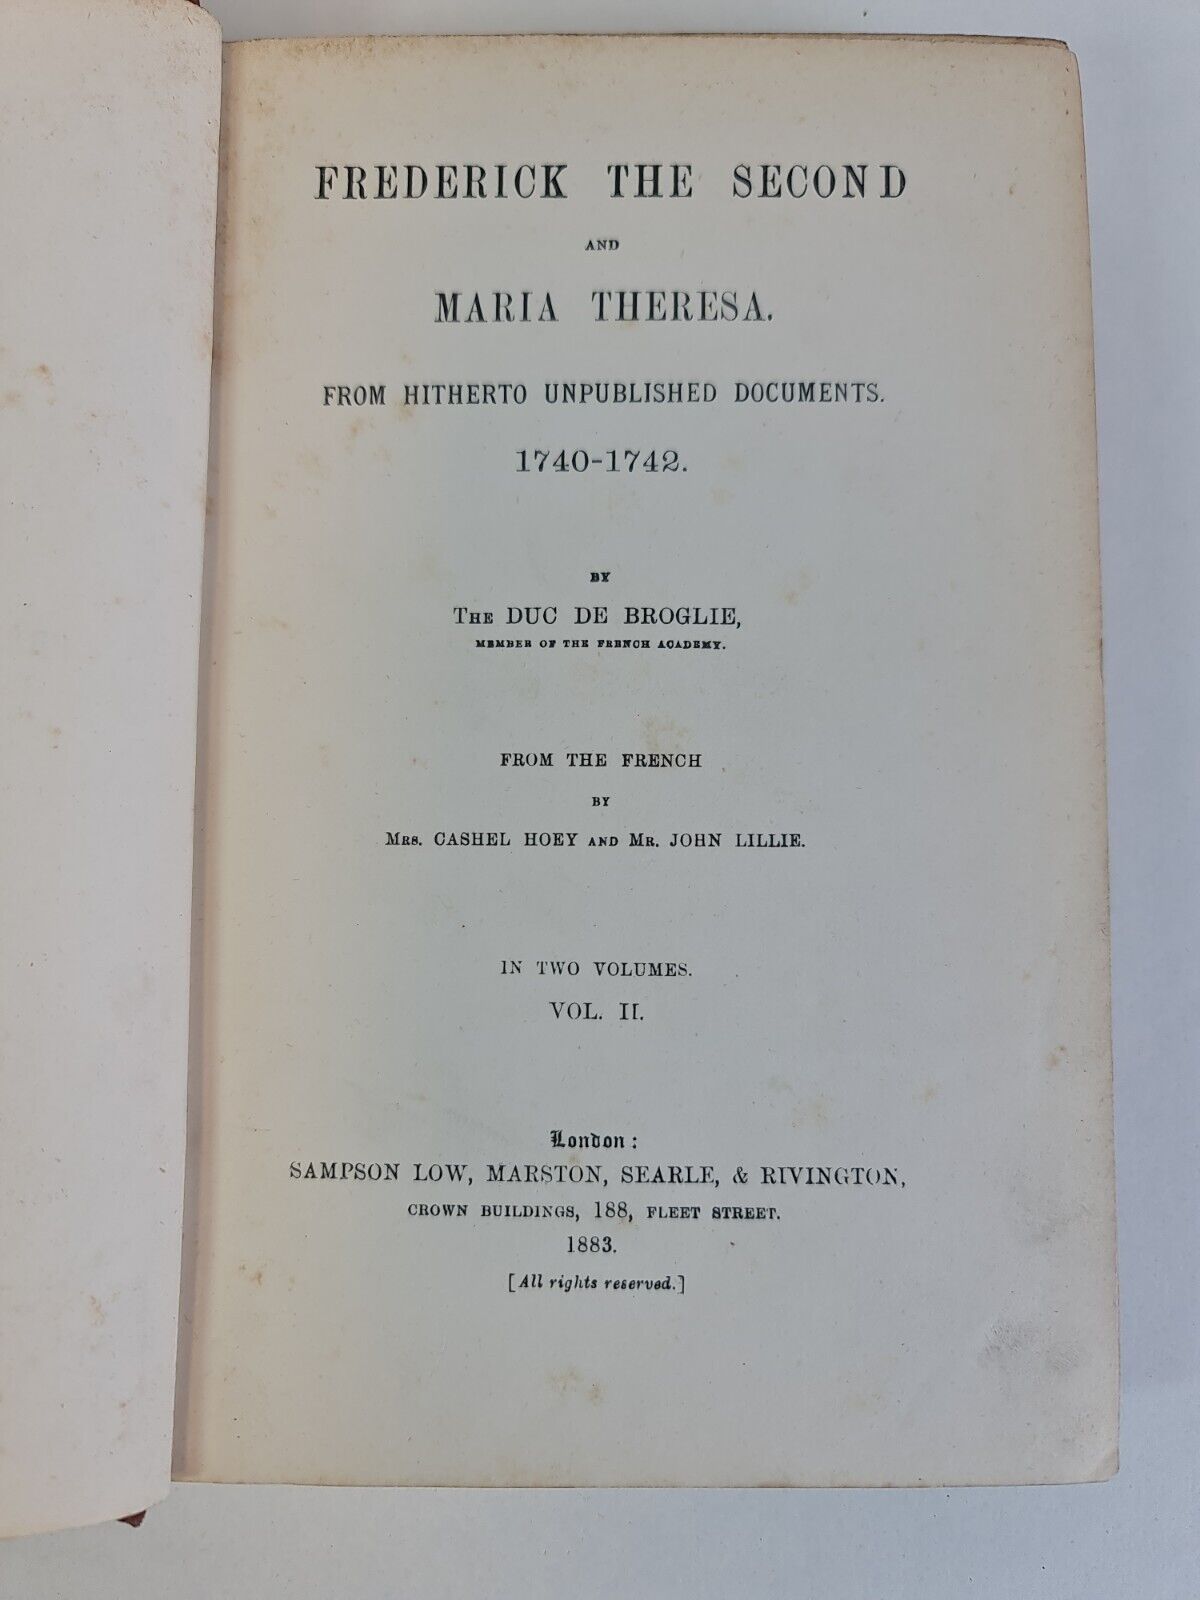 FREDERICK THE SECOND
AND
MARIA THERESA.
FROM HITHERTO UNPUBLISHED DOCUMENTS.
1740-1742.
BY
THE DUC DE BROGLIE,
MEMBER OF THE FRENCH ACADEMY.
FROM THE FRENCH
BY
MRS. CASHEL HOEY AND MR. JOHN LILLIE.
IN TWO VOLUMES.
VOL. II.
London:
SAMPSON LOW, MARSTON, SEARLE, & RIVINGTON,
CROWN BUILDINGS, 188, FLEET STREET.
1883.
[All rights reserved.]